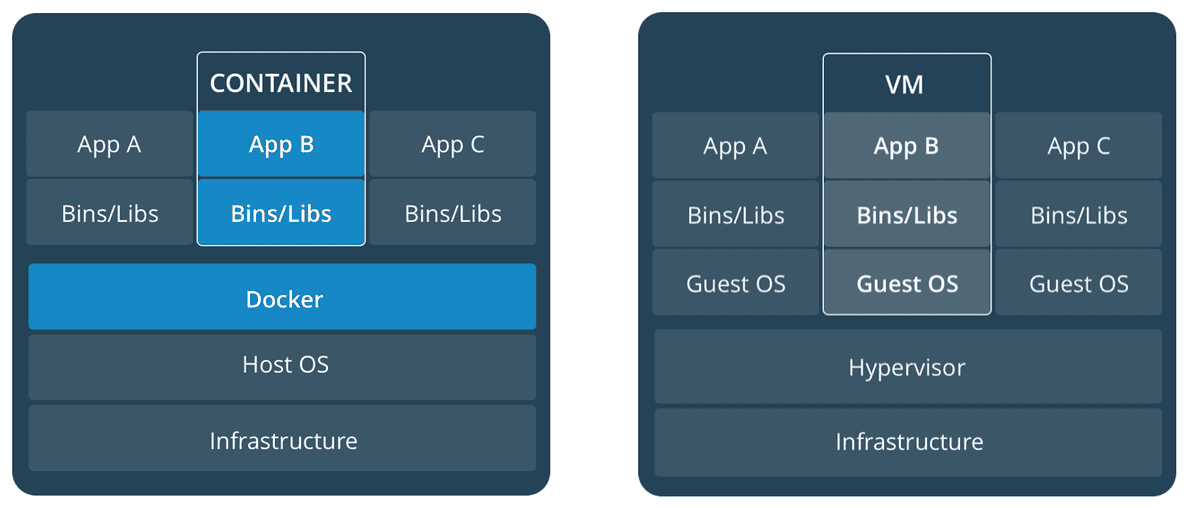 CONTAINER
App A
App B
App C
Bins/Libs
Bins/Libs
Bins/Libs
Docker
Host OS
Infrastructure
VM
App A
App B
App C
Bins/Libs
Bins/Libs
Bins/Libs
Guest OS
Guest OS
Guest OS
Hypervisor
Infrastructure